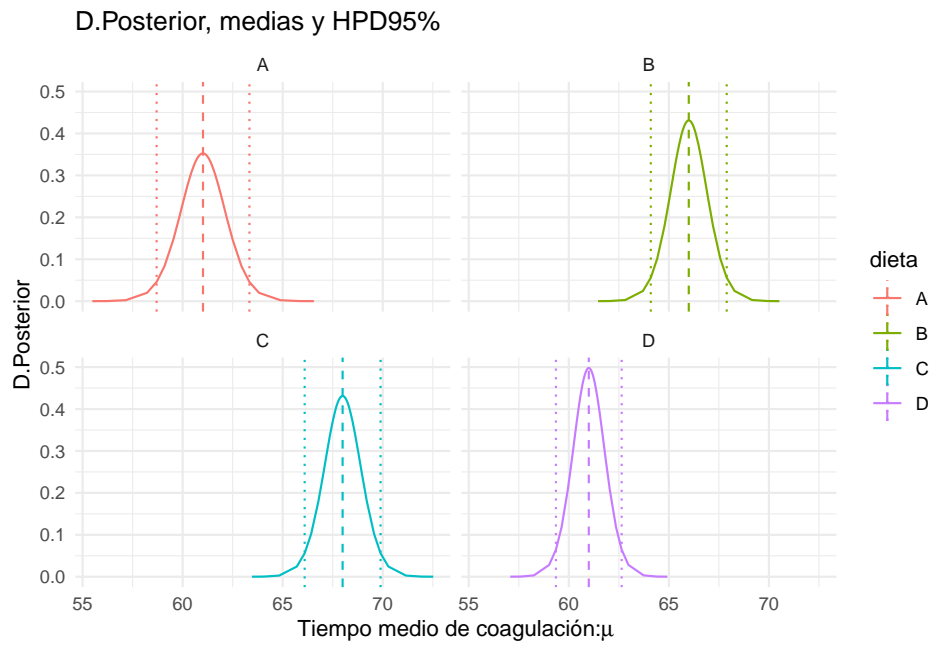 D.Posterior, medias y HPD95%
A
B
0.5
0.4
0.3
0.2
0.1
0.0
C
D
0.5
0.4
0.3
0.2
0.1
0.0
55
60
65
70
55
60
65
70
D.Posterior
Tiempo medio de coagulación:μ
dieta
A
B
C
D